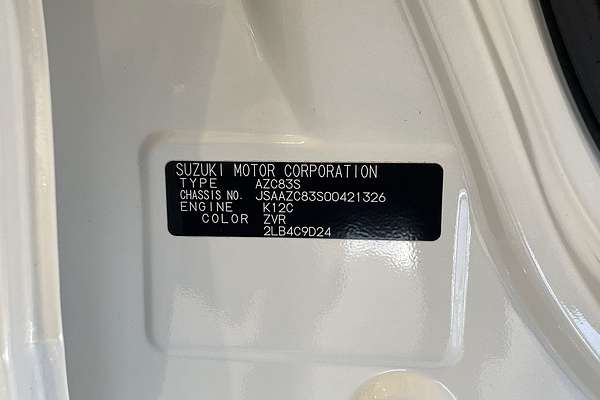 SUZUKI MOTOR CORPORATION
TYPE AZC83S
CHASSIS NO. JSAAZC83S00421326
ENGINE K12C
COLOR ZVR
2LB4C9D24